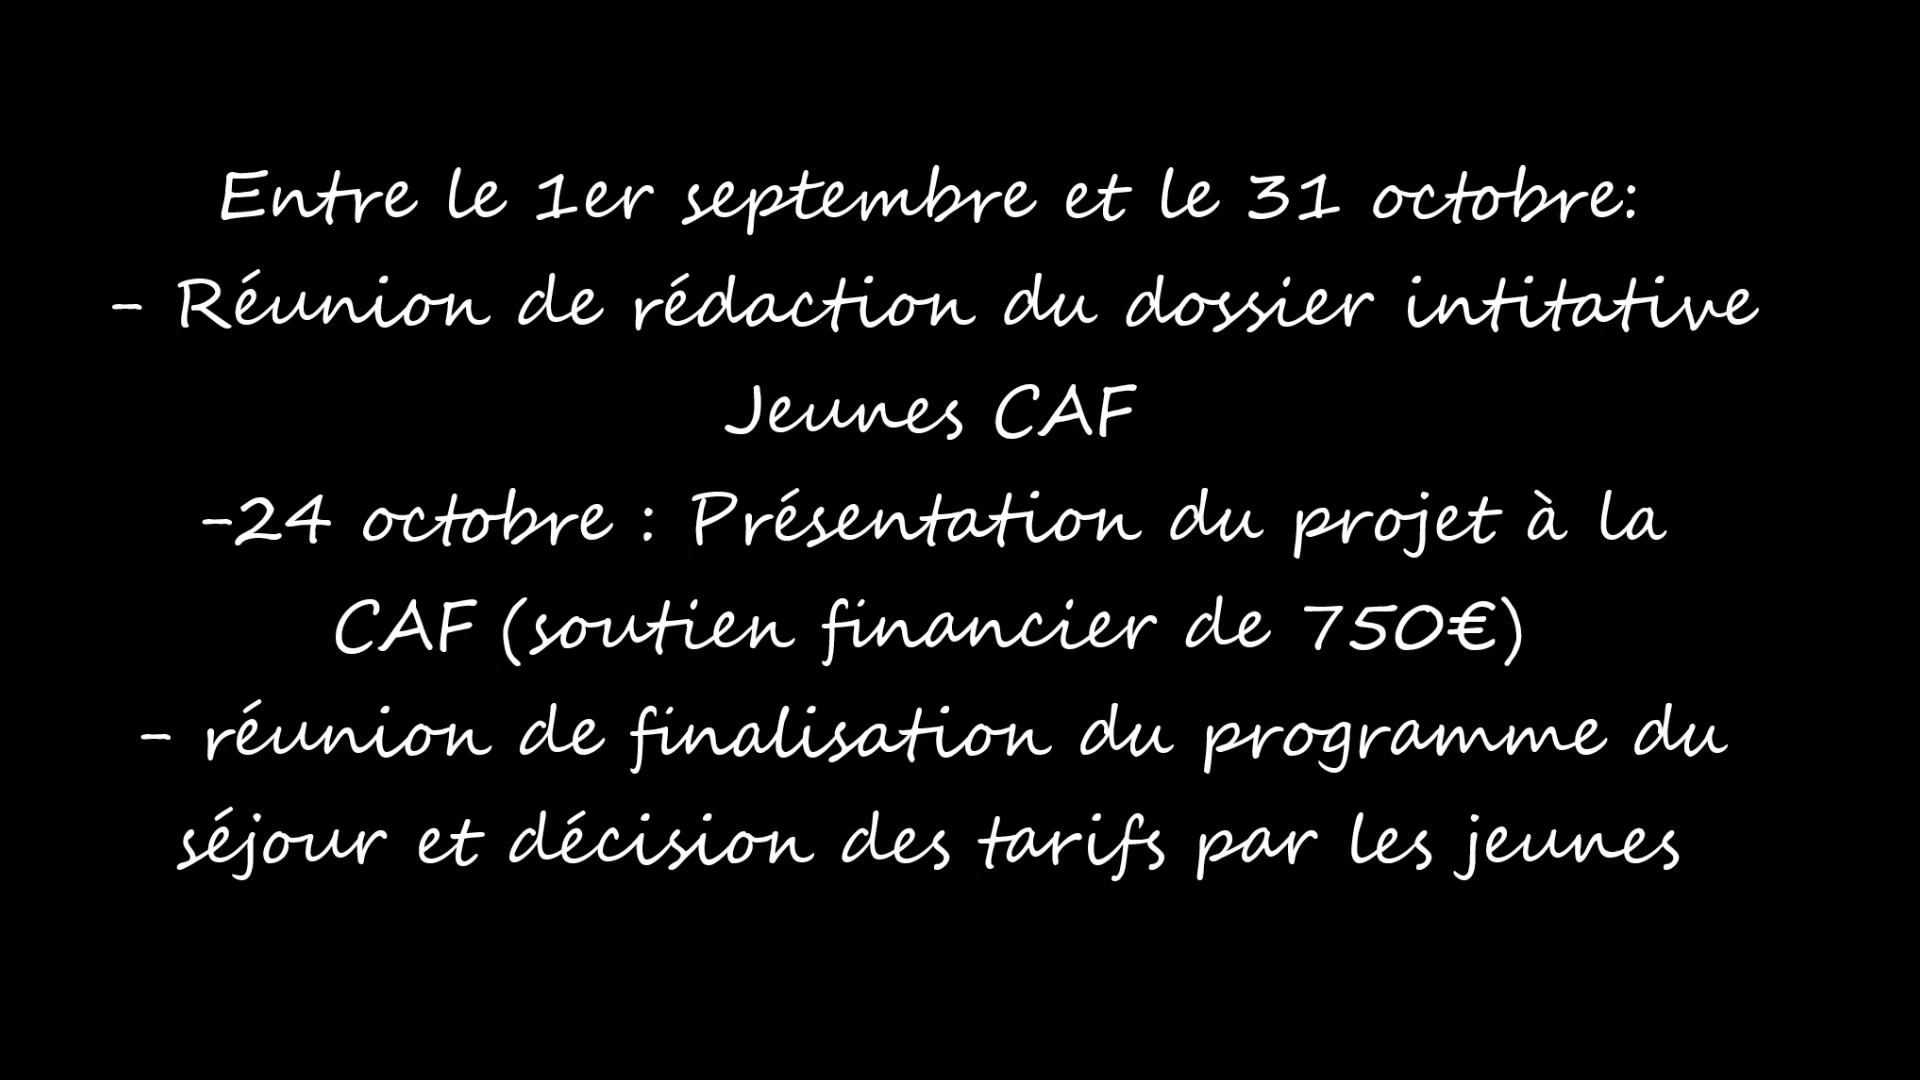 Entre le 1er septembre et le 31 octobre:
- Réunion de rédaction du dossier intitative
Jeunes CAF
-24 octobre : Présentation du projet à la
CAF (soutien financier de 750€)
- réunion de finalisation du programme du
séjour et décision des tarifs par les jeunes